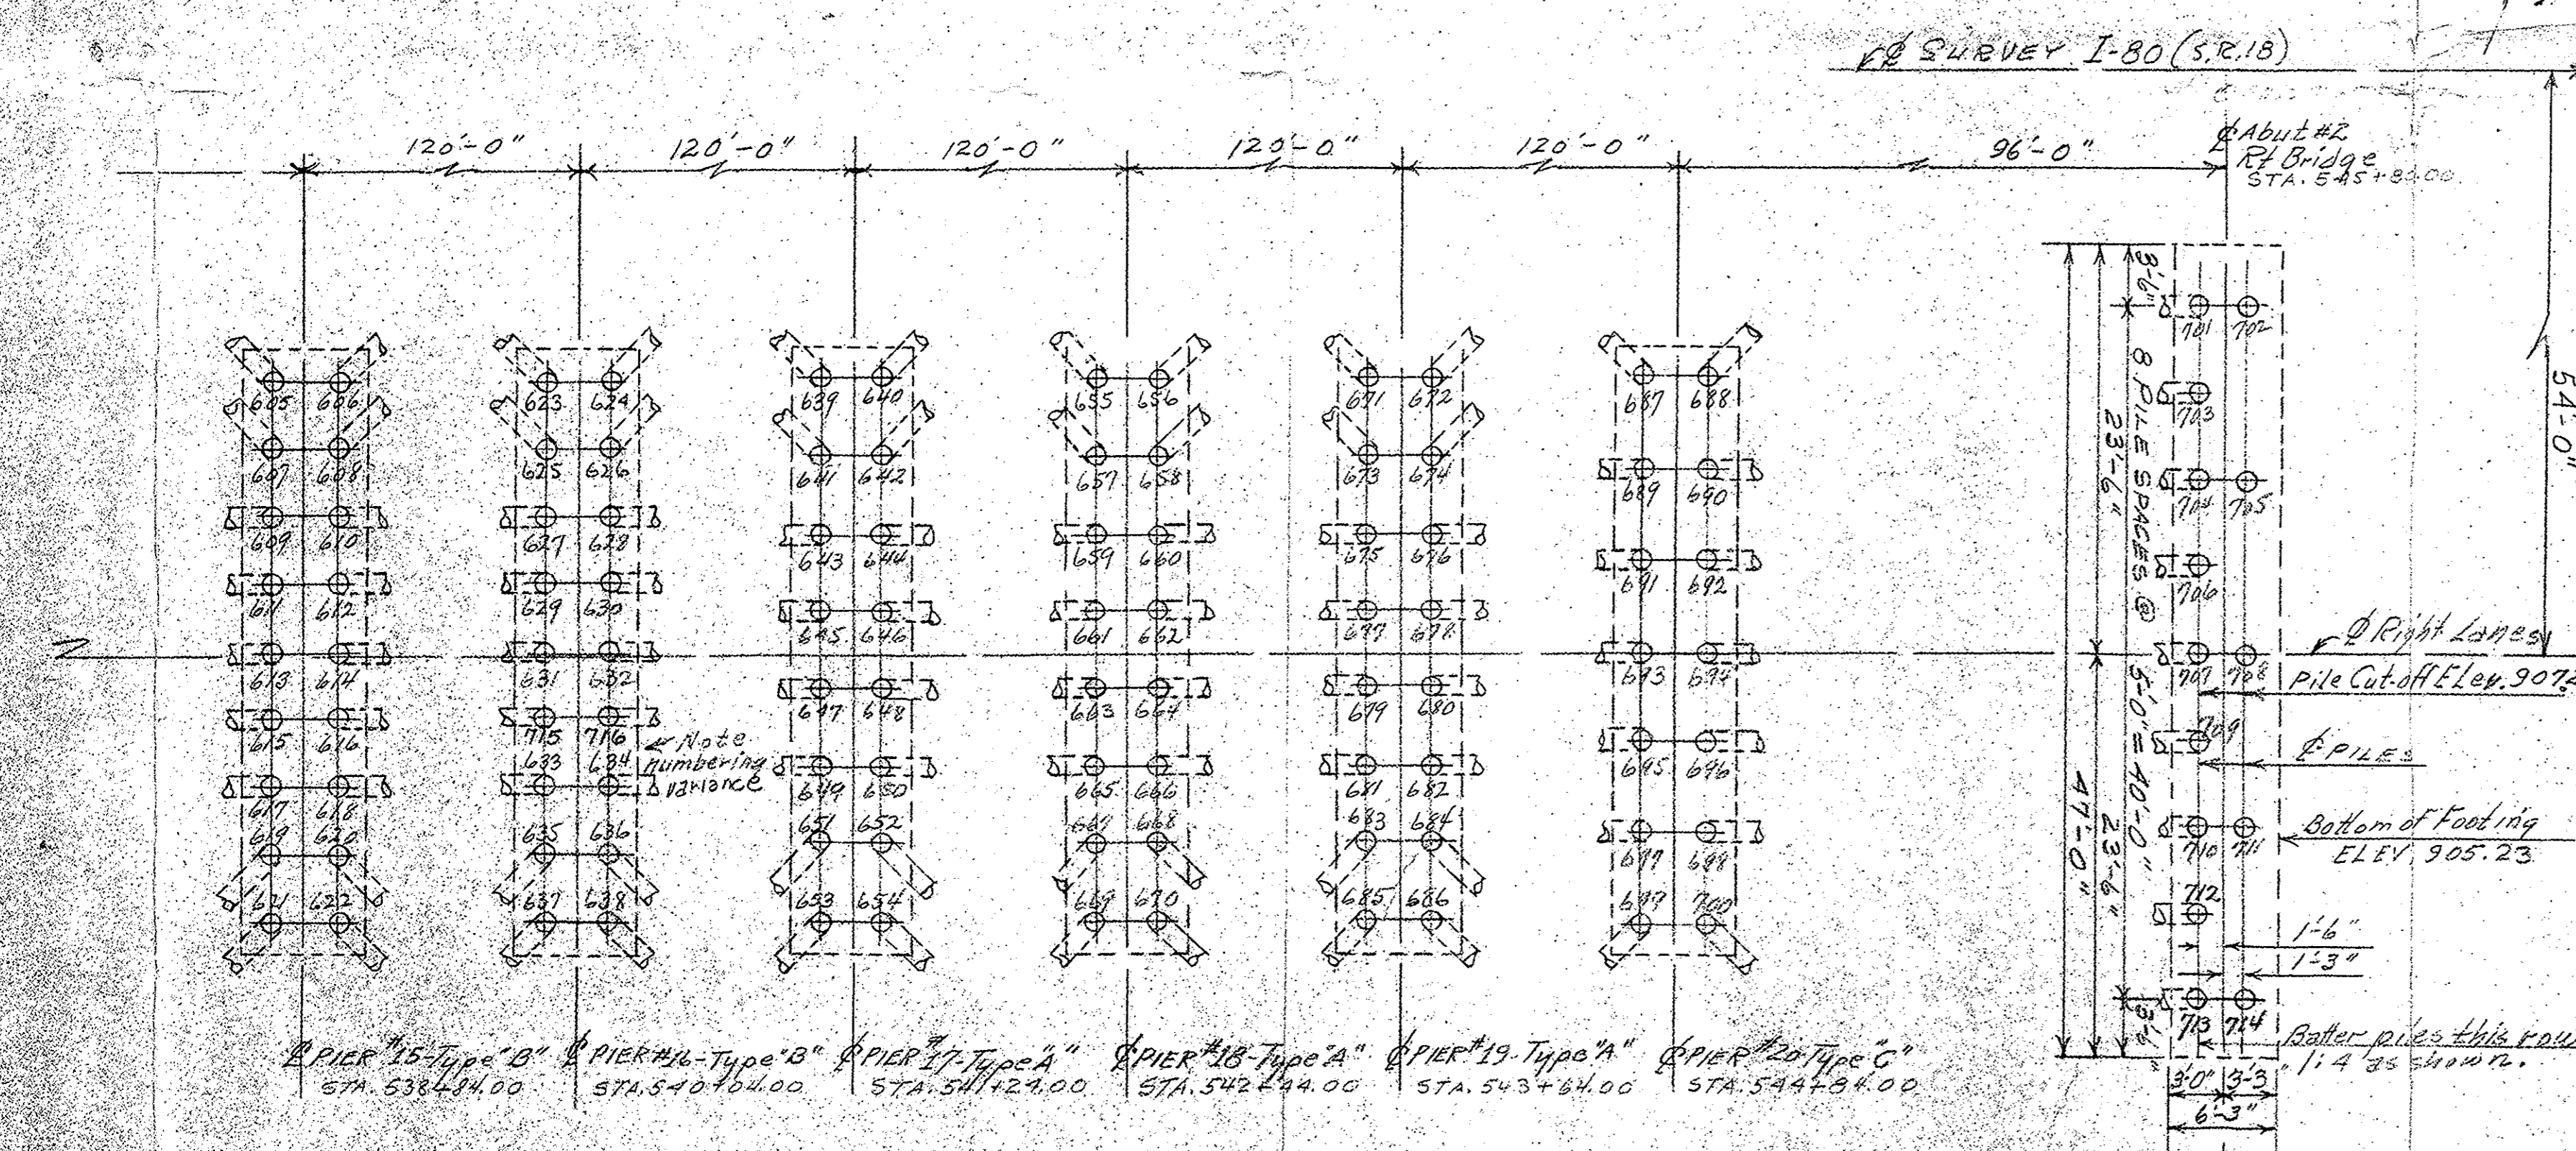 ℄ SURVEY I-80 (S.R.18)
120'-0" 120'-0" 120'-0" 120'-0" 120'-0" 96'-0"
℄ Abut #2
Rt Bridge
STA. 545+80.00
54'-0"
605 606 623 624 639 640 655 656 671 672 687 688 701 702
607 608 625 626 641 642 657 658 673 674 689 690 703
609 610 627 628 643 644 659 660 675 676 691 692 704 705
611 612 629 630 645 646 661 662 677 678 693 694 706
613 614 631 632 647 648 663 664 679 680 695 696 707 708
615 616 715 716 649 650 665 666 681 682 709
← Note
numbering
variance
617 618 633 634 651 652 667 668 683 684 697 698 710 711
619 620 635 636 653 654 669 670 685 686 699 700 712
621 622 637 638 713 714
3'-6"
8 PILE SPACES @ 5'-0" = 40'-0"
23'-6"
23'-6"
47'-0"
3'-6"
℄ Right Lanes
Pile Cut-off Elev. 907.
℄ PILES
Bottom of Footing
ELEV. 905.23
1'-6"
1'-3"
Batter piles this row
1:4 as shown.
3'-0" 3'-3"
6'-3"
℄ PIER #15-Type "B"
STA. 538+84.00
℄ PIER #16-Type "B"
STA. 540+04.00
℄ PIER #17-Type "A"
STA. 541+24.00
℄ PIER #18-Type "A"
STA. 542+44.00
℄ PIER #19-Type "A"
STA. 543+64.00
℄ PIER #20-Type "C"
STA. 544+84.00